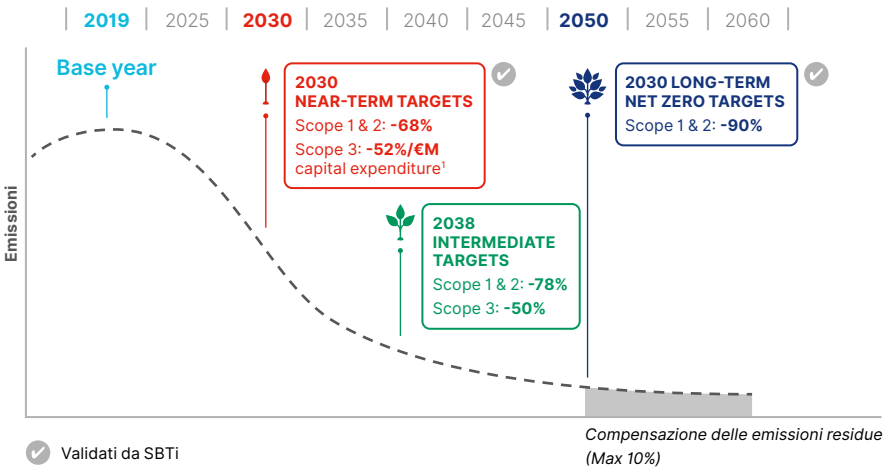 2019 2025 2030 2035 2040 2045 2050 2055 2060
Base year
2030
NEAR-TERM TARGETS
Scope 1 & 2: -68%
Scope 3: -52%/€M
capital expenditure¹
2030 LONG-TERM
NET ZERO TARGETS
Scope 1 & 2: -90%
2038
INTERMEDIATE
TARGETS
Scope 1 & 2: -78%
Scope 3: -50%
Emissioni
Compensazione delle emissioni residue
(Max 10%)
Validati da SBTi